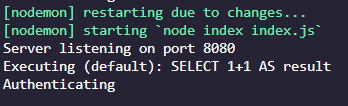 [nodemon] restarting due to changes...
[nodemon] starting `node index index.js`
Server listening on port 8080
Executing (default): SELECT 1+1 AS result
Authenticating